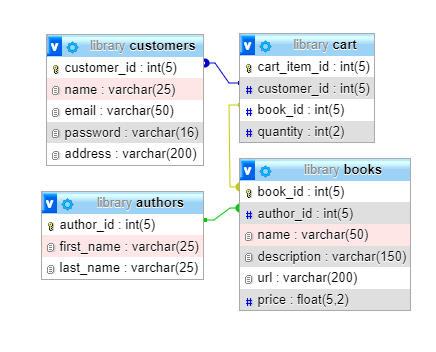 library customers
customer_id : int(5)
name : varchar(25)
email : varchar(50)
password : varchar(16)
address : varchar(200)
library cart
cart_item_id : int(5)
customer_id : int(5)
book_id : int(5)
quantity : int(2)
library authors
author_id : int(5)
first_name : varchar(25)
last_name : varchar(25)
library books
book_id : int(5)
author_id : int(5)
name : varchar(50)
description : varchar(150)
url : varchar(200)
price : float(5,2)